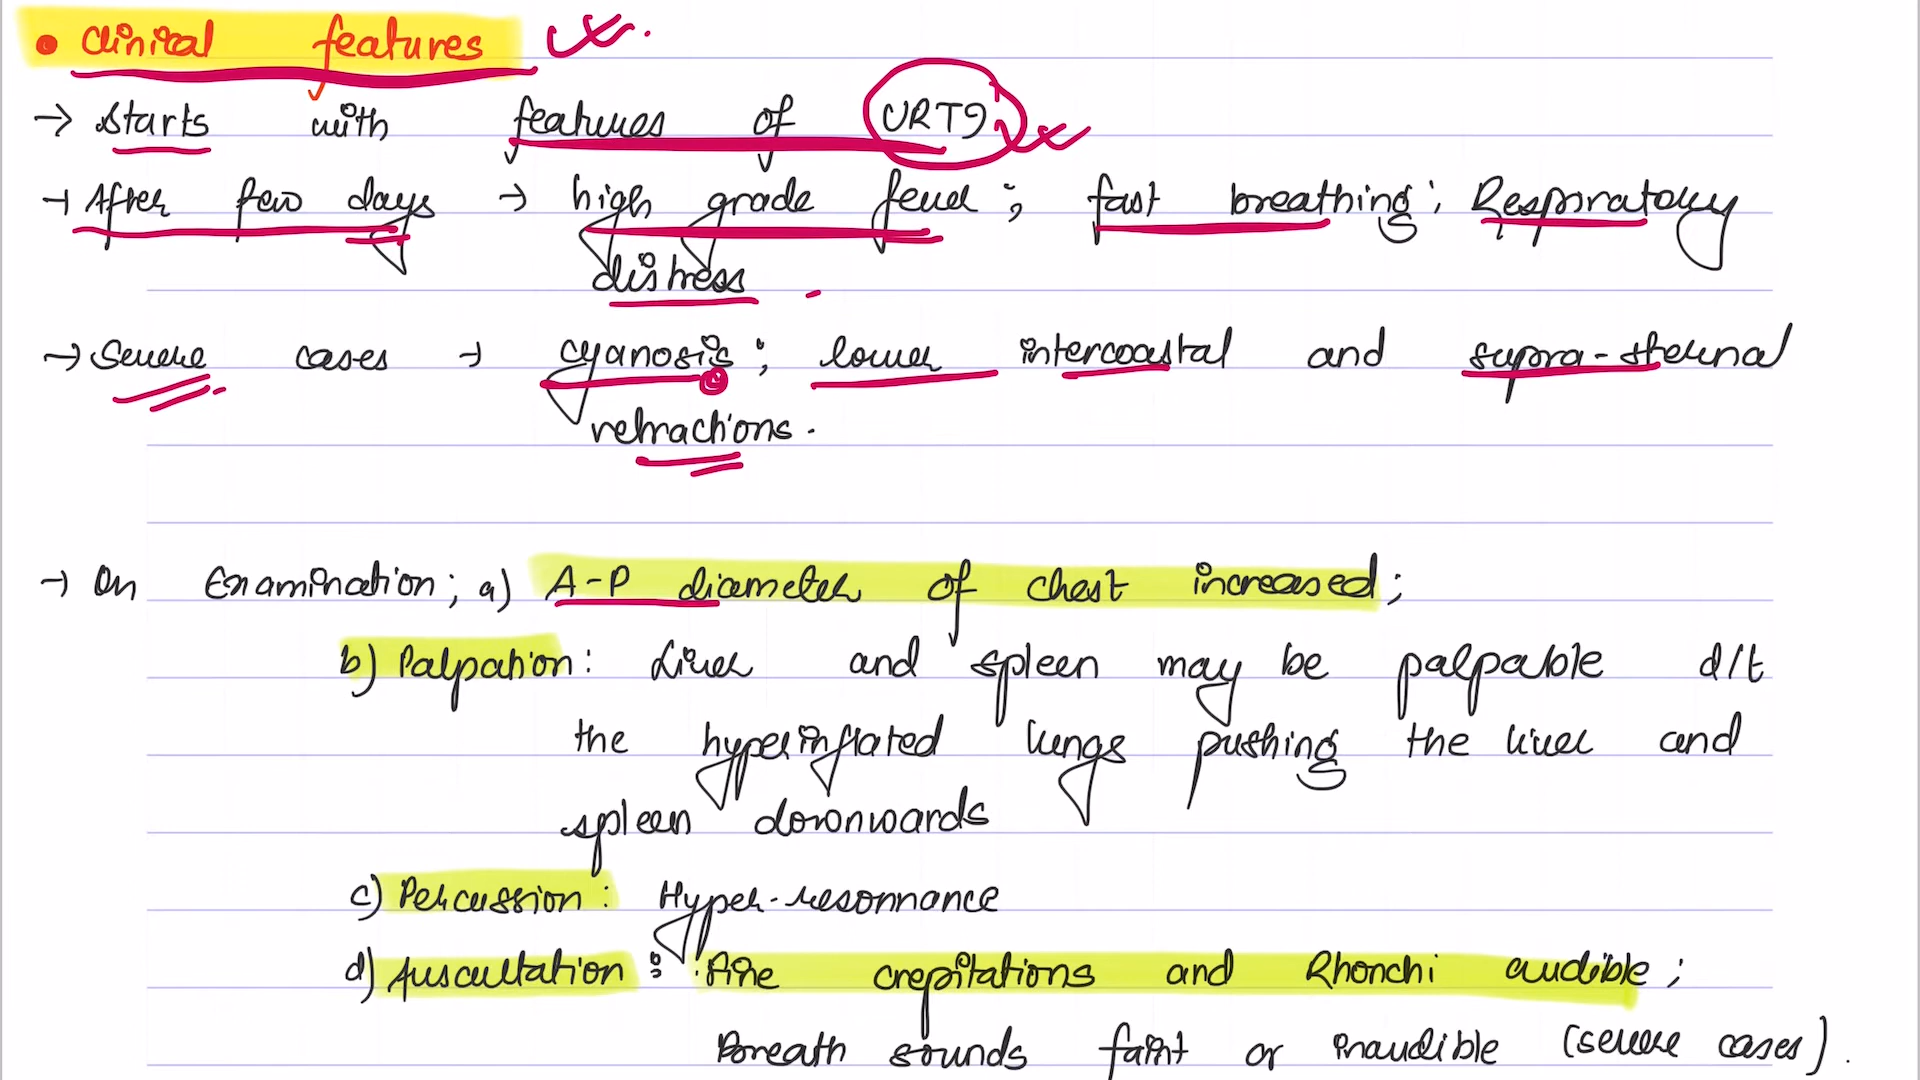 • Clinical features
→ Starts with features of URTI
→ After few days → high grade fever; fast breathing; Respiratory
distress
→ Severe cases → cyanosis; lower intercoastal and supra-sternal
retractions.
→ On Examination; a) A-P diameter of chest increased;
b) Palpation: Liver and spleen may be palpable d/t
the hyperinflated lungs pushing the liver and
spleen downwards
c) Percussion: Hyper-resonnance
d) Auscultation: Fine crepitations and Rhonchi audible;
Breath sounds faint or inaudible (severe cases).